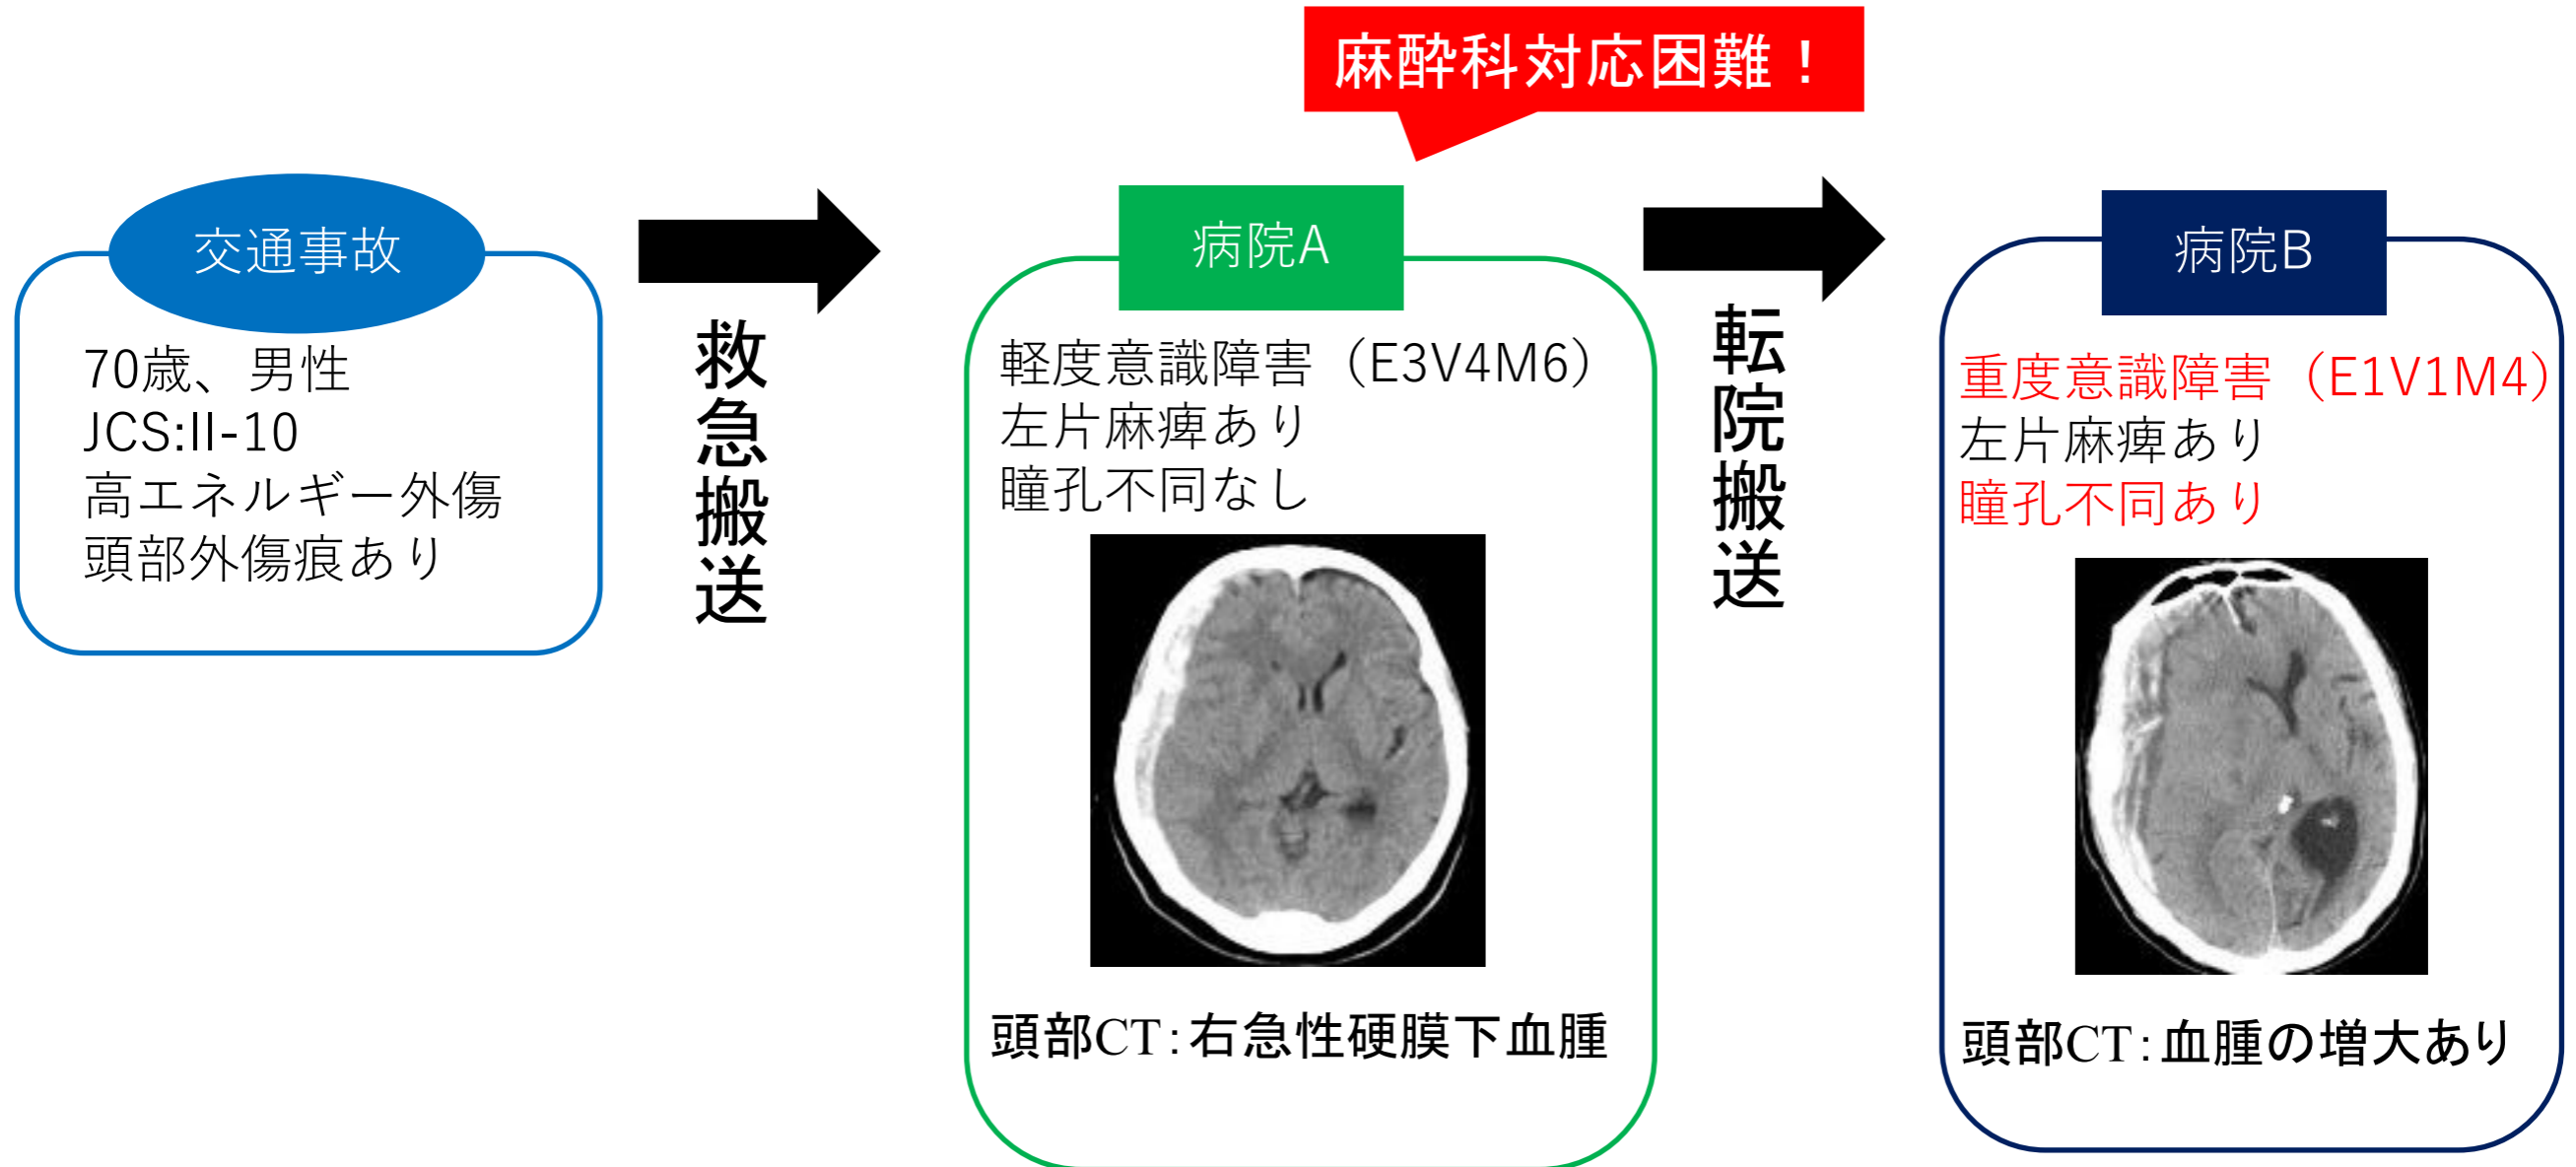 麻酔科対応困難！
交通事故
70歳、男性
JCS:II-10
高エネルギー外傷
頭部外傷痕あり
救急搬送
病院A
軽度意識障害（E3V4M6）
左片麻痺あり
瞳孔不同なし
頭部CT：右急性硬膜下血腫
転院搬送
病院B
重度意識障害（E1V1M4）
左片麻痺あり
瞳孔不同あり
頭部CT：血腫の増大あり